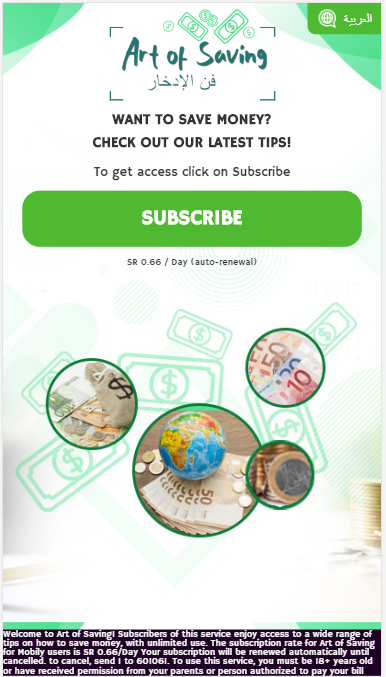 العربية
Art of Saving
فن الإدخار
WANT TO SAVE MONEY?
CHECK OUT OUR LATEST TIPS!
To get access click on Subscribe
SUBSCRIBE
SR 0.66 / Day (auto-renewal)
50
10
50
Welcome to Art of Saving! Subscribers of this service enjoy access to a wide range of
tips on how to save money, with unlimited use. The subscription rate for Art of Saving
for Mobily users is SR 0.66/Day Your subscription will be renewed automatically until
cancelled. to cancel, send 1 to 601061. To use this service, you must be 18+ years old
or have received permission from your parents or person authorized to pay your bill